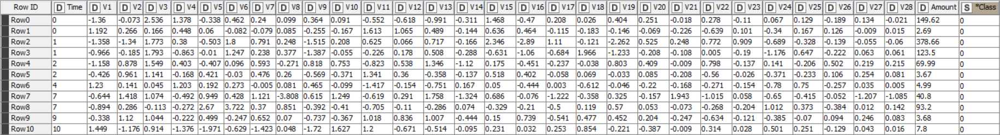 Row ID D Time D V1 D V2 D V3 D V4 D V5 D V6 D V7 D V8 D V9 D V10 D V11 D V12 D V13 D V14 D V15 D V16 D V17 D V18 D V19 D V20 D V21 D V22 D V23 D V24 D V25 D V26 D V27 D V28 D Amount S *Class
Row0 0 -1.36 -0.073 2.536 1.378 -0.338 0.462 0.24 0.099 0.364 0.091 -0.552 -0.618 -0.991 -0.311 1.468 -0.47 0.208 0.026 0.404 0.251 -0.018 0.278 -0.11 0.067 0.129 -0.189 0.134 -0.021 149.62 0
Row1 0 1.192 0.266 0.166 0.448 0.06 -0.082 -0.079 0.085 -0.255 -0.167 1.613 1.065 0.489 -0.144 0.636 0.464 -0.115 -0.183 -0.146 -0.069 -0.226 -0.639 0.101 -0.34 0.167 0.126 -0.009 0.015 2.69 0
Row2 1 -1.358 -1.34 1.773 0.38 -0.503 1.8 0.791 0.248 -1.515 0.208 0.625 0.066 0.717 -0.166 2.346 -2.89 1.11 -0.121 -2.262 0.525 0.248 0.772 0.909 -0.689 -0.328 -0.139 -0.055 -0.06 378.66 0
Row3 1 -0.966 -0.185 1.793 -0.863 -0.01 1.247 0.238 0.377 -1.387 -0.055 -0.226 0.178 0.508 -0.288 -0.631 -1.06 -0.684 1.966 -1.233 -0.208 -0.108 0.005 -0.19 -1.176 0.647 -0.222 0.063 0.061 123.5 0
Row4 2 -1.158 0.878 1.549 0.403 -0.407 0.096 0.593 -0.271 0.818 0.753 -0.823 0.538 1.346 -1.12 0.175 -0.451 -0.237 -0.038 0.803 0.409 -0.009 0.798 -0.137 0.141 -0.206 0.502 0.219 0.215 69.99 0
Row5 2 -0.426 0.961 1.141 -0.168 0.421 -0.03 0.476 0.26 -0.569 -0.371 1.341 0.36 -0.358 -0.137 0.518 0.402 -0.058 0.069 -0.033 0.085 -0.208 -0.56 -0.026 -0.371 -0.233 0.106 0.254 0.081 3.67 0
Row6 4 1.23 0.141 0.045 1.203 0.192 0.273 -0.005 0.081 0.465 -0.099 -1.417 -0.154 -0.751 0.167 0.05 -0.444 0.003 -0.612 -0.046 -0.22 -0.168 -0.271 -0.154 -0.78 0.75 -0.257 0.035 0.005 4.99 0
Row7 7 -0.644 1.418 1.074 -0.492 0.949 0.428 1.121 -3.808 0.615 1.249 -0.619 0.291 1.758 -1.324 0.686 -0.076 -1.222 -0.358 0.325 -0.157 1.943 -1.015 0.058 -0.65 -0.415 -0.052 -1.207 -1.085 40.8 0
Row8 7 -0.894 0.286 -0.113 -0.272 2.67 3.722 0.37 0.851 -0.392 -0.41 -0.705 -0.11 -0.286 0.074 -0.329 -0.21 -0.5 0.119 0.57 0.053 -0.073 -0.268 -0.204 1.012 0.373 -0.384 0.012 0.142 93.2 0
Row9 9 -0.338 1.12 1.044 -0.222 0.499 -0.247 0.652 0.07 -0.737 -0.367 1.018 0.836 1.007 -0.444 0.15 0.739 -0.541 0.477 0.452 0.204 -0.247 -0.634 -0.121 -0.385 -0.07 0.094 0.246 0.083 3.68 0
Row10 10 1.449 -1.176 0.914 -1.376 -1.971 -0.629 -1.423 0.048 -1.72 1.627 1.2 -0.671 -0.514 -0.095 0.231 0.032 0.253 0.854 -0.221 -0.387 -0.009 0.314 0.028 0.501 0.251 -0.129 0.043 0.016 7.8 0